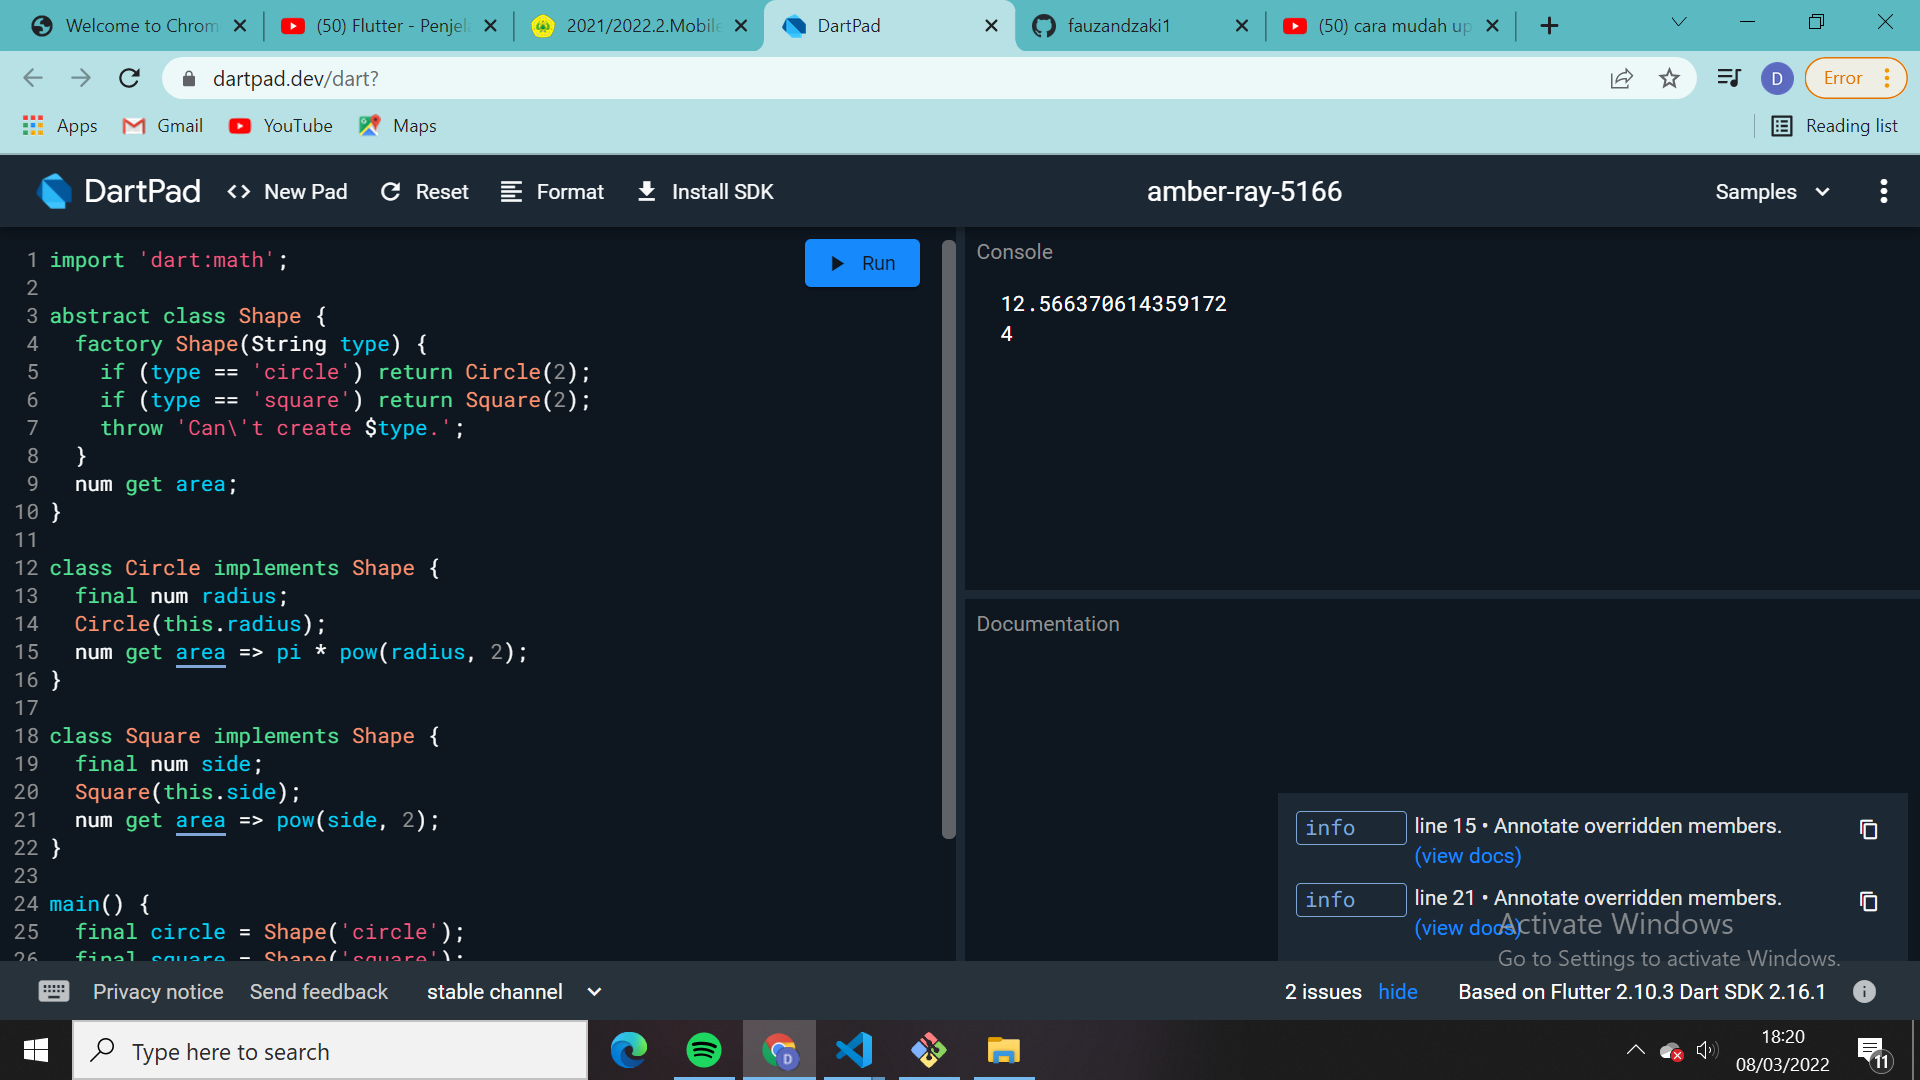 Welcome to Chrom
(50) Flutter - Penjela
2021/2022.2.Mobile
DartPad
fauzandzaki1
(50) cara mudah up
dartpad.dev/dart?
D
Error
Apps
Gmail
YouTube
Maps
Reading list
DartPad
<> New Pad
Reset
Format
Install SDK
amber-ray-5166
Samples
Run
1 import 'dart:math';
2
3 abstract class Shape {
4 factory Shape(String type) {
5 if (type == 'circle') return Circle(2);
6 if (type == 'square') return Square(2);
7 throw 'Can\'t create $type.';
8 }
9 num get area;
10 }
11
12 class Circle implements Shape {
13 final num radius;
14 Circle(this.radius);
15 num get area => pi * pow(radius, 2);
16 }
17
18 class Square implements Shape {
19 final num side;
20 Square(this.side);
21 num get area => pow(side, 2);
22 }
23
24 main() {
25 final circle = Shape('circle');
26 final square = Shape('square');
Console
12.566370614359172
4
Documentation
info line 15 • Annotate overridden members.
(view docs)
info line 21 • Annotate overridden members.
(view docs)
Activate Windows
Go to Settings to activate Windows.
Privacy notice
Send feedback
stable channel
2 issues hide
Based on Flutter 2.10.3 Dart SDK 2.16.1
Type here to search
D
18:20
08/03/2022
11